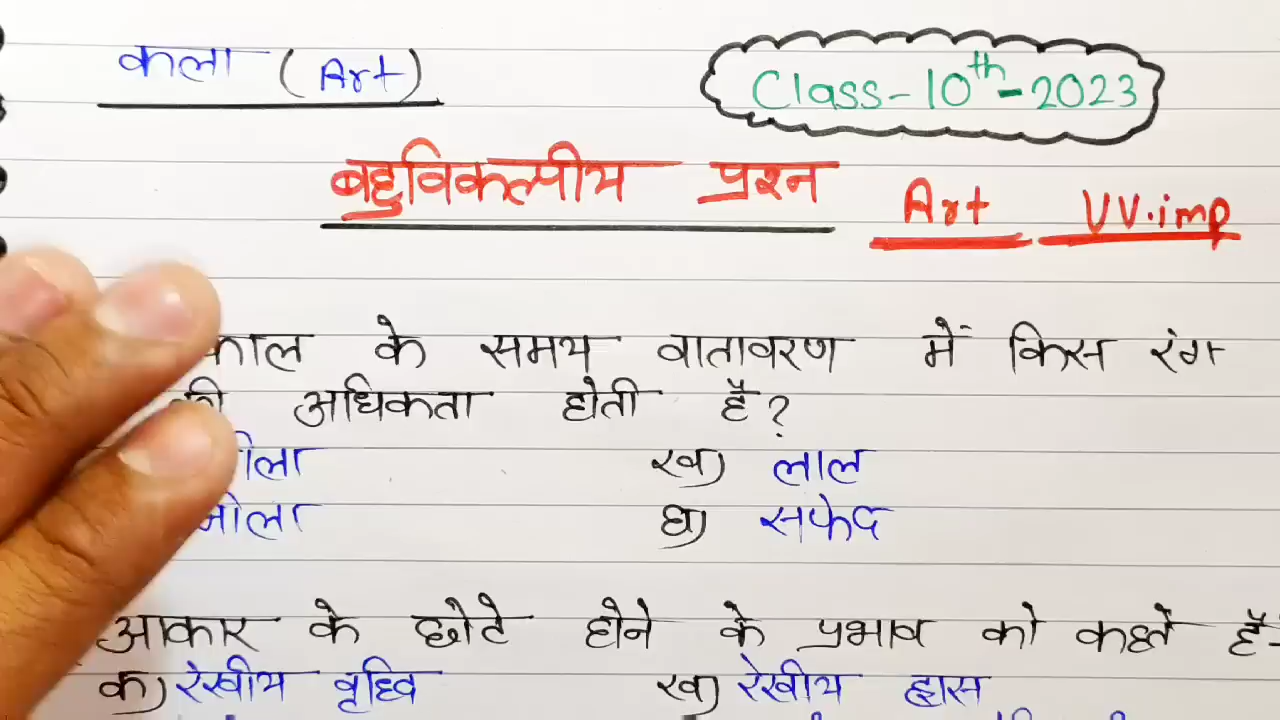 कला (Art)
Class-10th-2023
बहुविकल्पीय प्रश्न
Art VV.imp
काल के समय वातावरण में किस रंग
की अधिकता होती है?
ख) लाल
घ) सफेद
आकार के छोटे होने के प्रभाव को कहते हैं-
क) रेखीय वृध्दि ख) रेखीय ह्रास